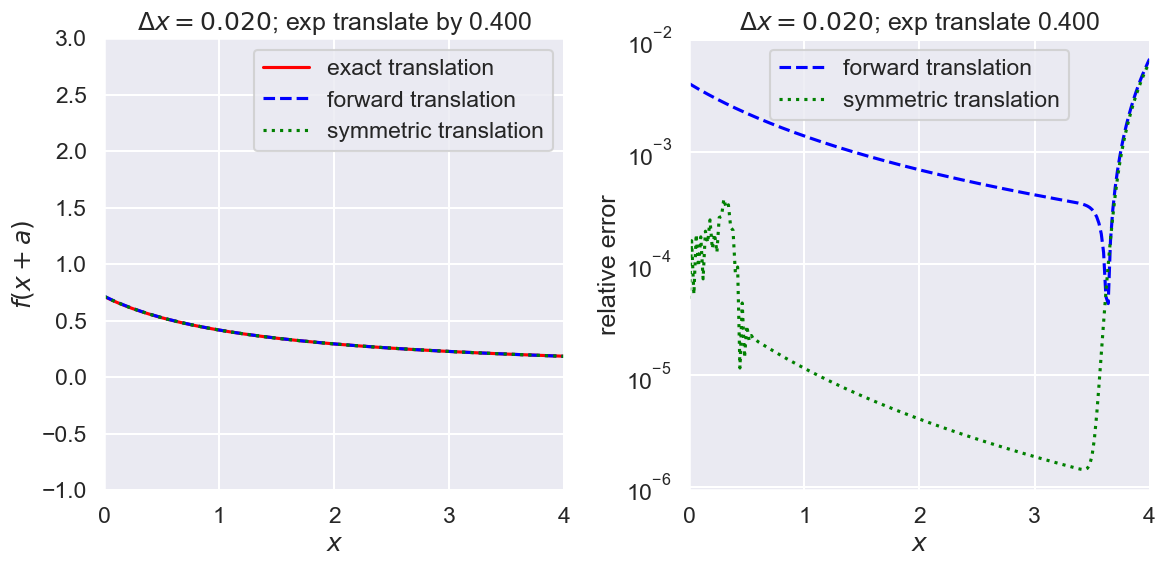 Δx = 0.020; exp translate by 0.400
exact translation
forward translation
symmetric translation
f(x + a)
3.0
2.5
2.0
1.5
1.0
0.5
0.0
−0.5
−1.0
0 1 2 3 4
x
Δx = 0.020; exp translate 0.400
forward translation
symmetric translation
relative error
10⁻²
10⁻³
10⁻⁴
10⁻⁵
10⁻⁶
0 1 2 3 4
x